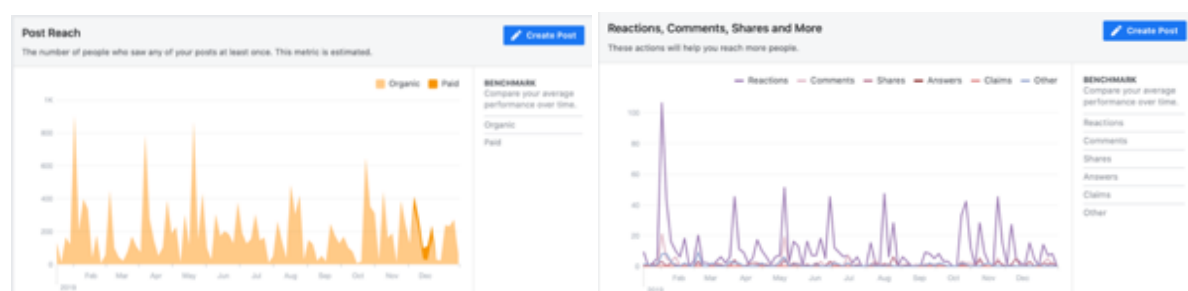 Post Reach
Create Post
The number of people who saw any of your posts at least once. This metric is estimated.
Organic Paid
BENCHMARK
Compare your average
performance over time.
Organic
Paid
1K
800
600
400
200
0
Feb Mar Apr May Jun Jul Aug Sep Oct Nov Dec
2019
Reactions, Comments, Shares and More
Create Post
These actions will help you reach more people.
Reactions Comments Shares Answers Claims Other
BENCHMARK
Compare your average
performance over time.
Reactions
Comments
Shares
Answers
Claims
Other
100
80
60
40
20
0
Feb Mar Apr May Jun Jul Aug Sep Oct Nov Dec
2019